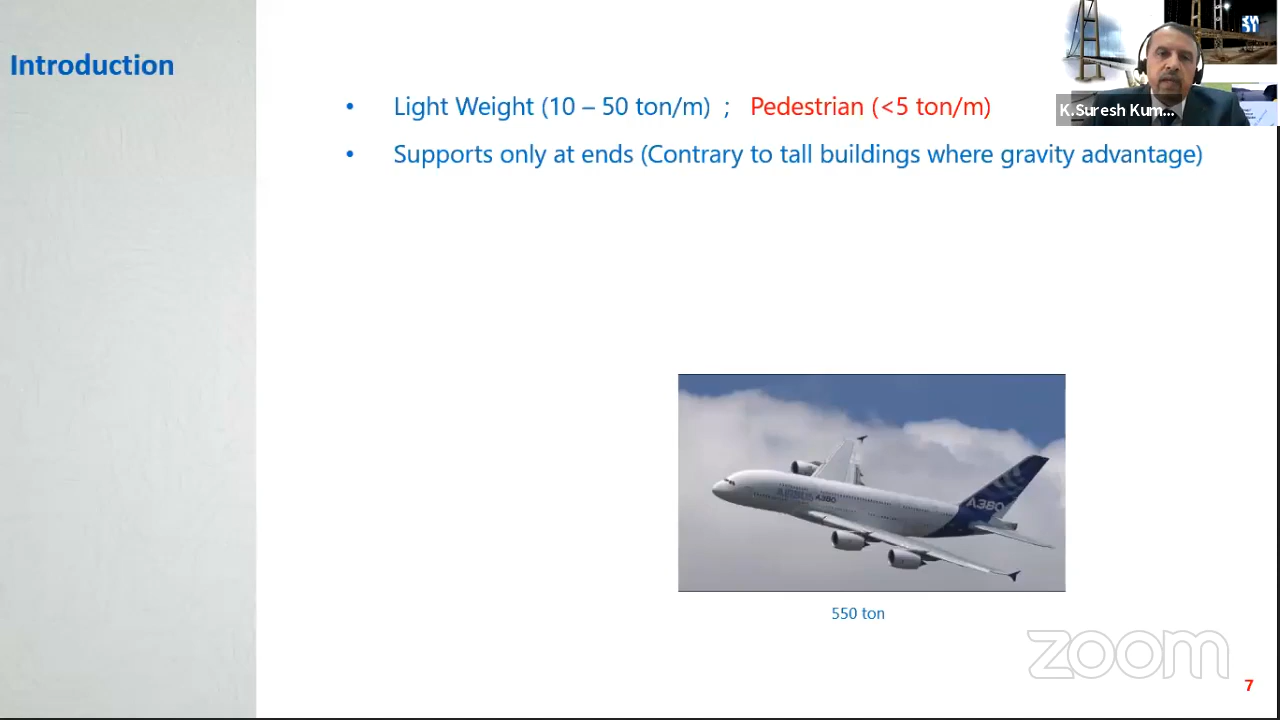 Introduction
• Light Weight (10 – 50 ton/m) ; Pedestrian (<5 ton/m)
• Supports only at ends (Contrary to tall buildings where gravity advantage)
K.Suresh Kum...
A380
A380
550 ton
zoom
7